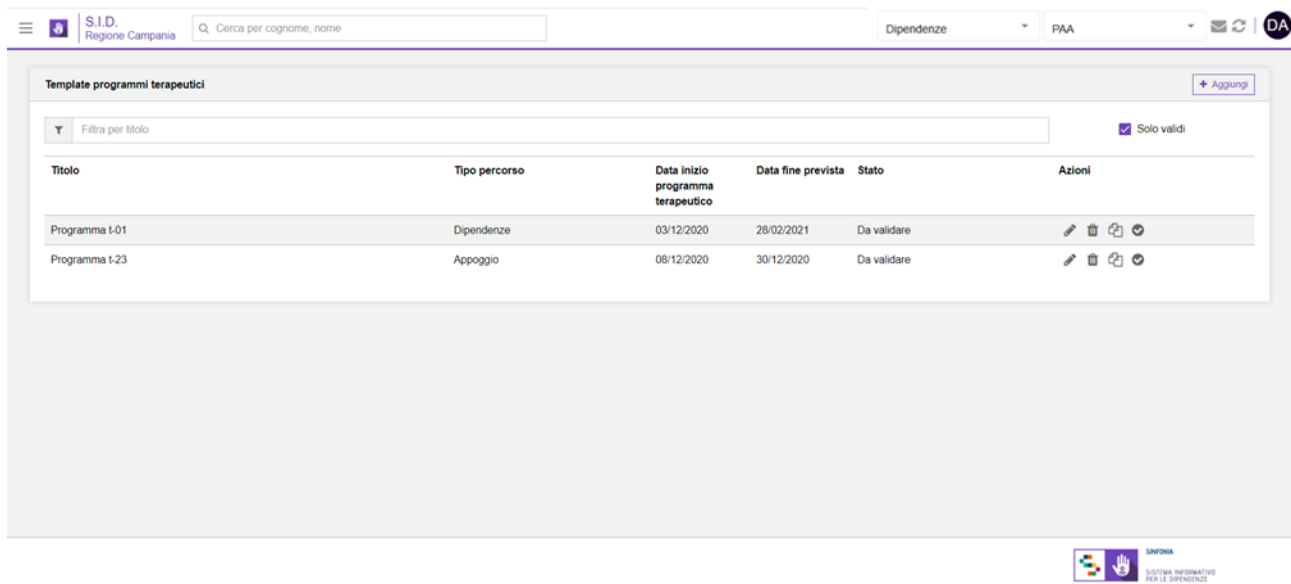 S.I.D.
Regione Campania
Cerca per cognome, nome
Dipendenze
PAA
DA
Template programmi terapeutici
+ Aggiungi
Filtra per titolo
Solo validi
Titolo Tipo percorso Data inizio programma terapeutico Data fine prevista Stato Azioni
Programma t-01 Dipendenze 03/12/2020 28/02/2021 Da validare
Programma t-23 Appoggio 08/12/2020 30/12/2020 Da validare
SINFONIA
SISTEMA INFORMATIVO
PER LE DIPENDENZE